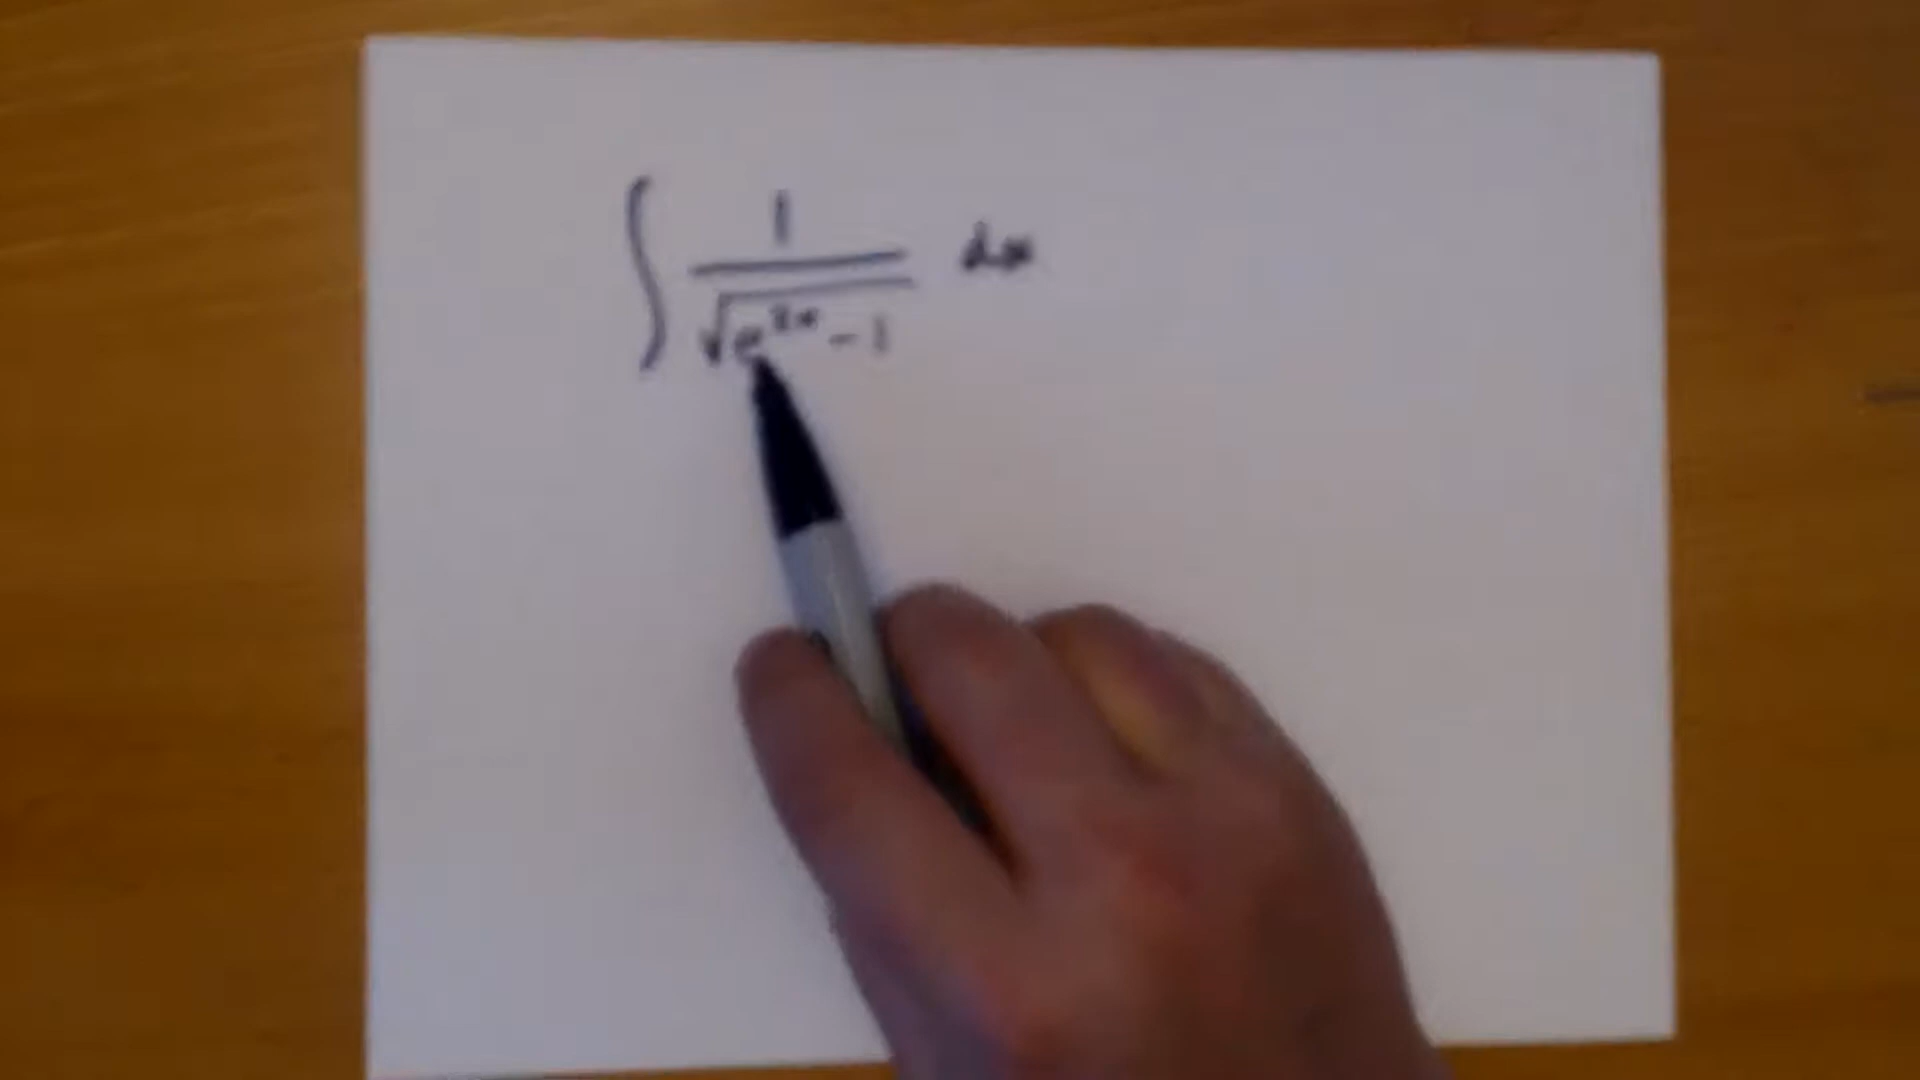 ∫ 1/√(e^{2x} - 1) dx